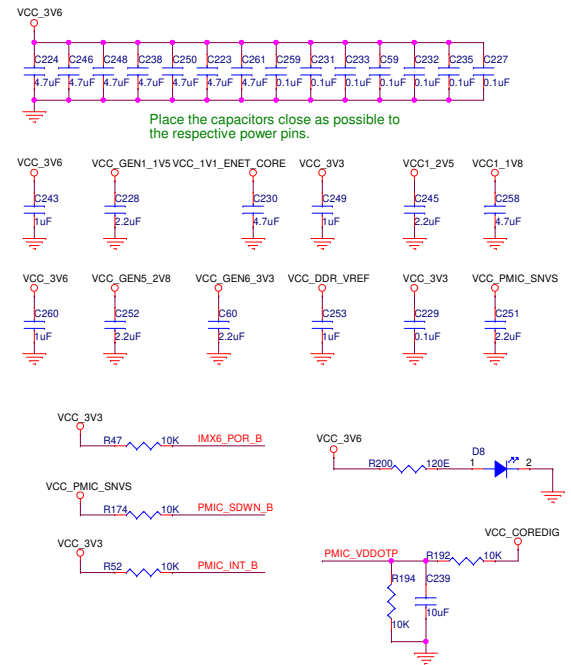 VCC_3V6
C224 C246 C248 C238 C250 C223 C261 C259 C231 C233 C59 C232 C235 C227
4.7uF 4.7uF 4.7uF 4.7uF 4.7uF 4.7uF 4.7uF 0.1uF 0.1uF 0.1uF 0.1uF 0.1uF 0.1uF 0.1uF
Place the capacitors close as possible to
the respective power pins.
VCC_3V6 VCC_GEN1_1V5 VCC_1V1_ENET_CORE VCC_3V3 VCC1_2V5 VCC1_1V8
C243 C228 C230 C249 C245 C258
1uF 2.2uF 4.7uF 1uF 2.2uF 4.7uF
VCC_3V6 VCC_GEN5_2V8 VCC_GEN6_3V3 VCC_DDR_VREF VCC_3V3 VCC_PMIC_SNVS
C260 C252 C60 C253 C229 C251
1uF 2.2uF 2.2uF 1uF 0.1uF 2.2uF
VCC_3V3
R47 10K IMX6_POR_B
VCC_3V6
R200 120E 1 D8 2
VCC_PMIC_SNVS
R174 10K PMIC_SDWN_B
VCC_3V3
R52 10K PMIC_INT_B
VCC_COREDIG
PMIC_VDDOTP R192 10K
R194 C239
10K 10uF